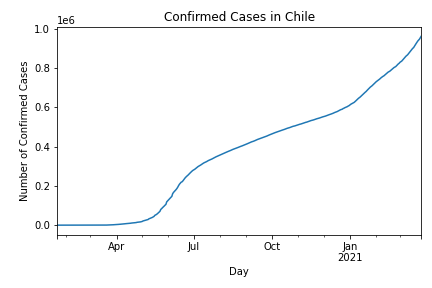 Confirmed Cases in Chile
1e6
Number of Confirmed Cases
1.0
0.8
0.6
0.4
0.2
0.0
Apr
Jul
Oct
Jan
2021
Day